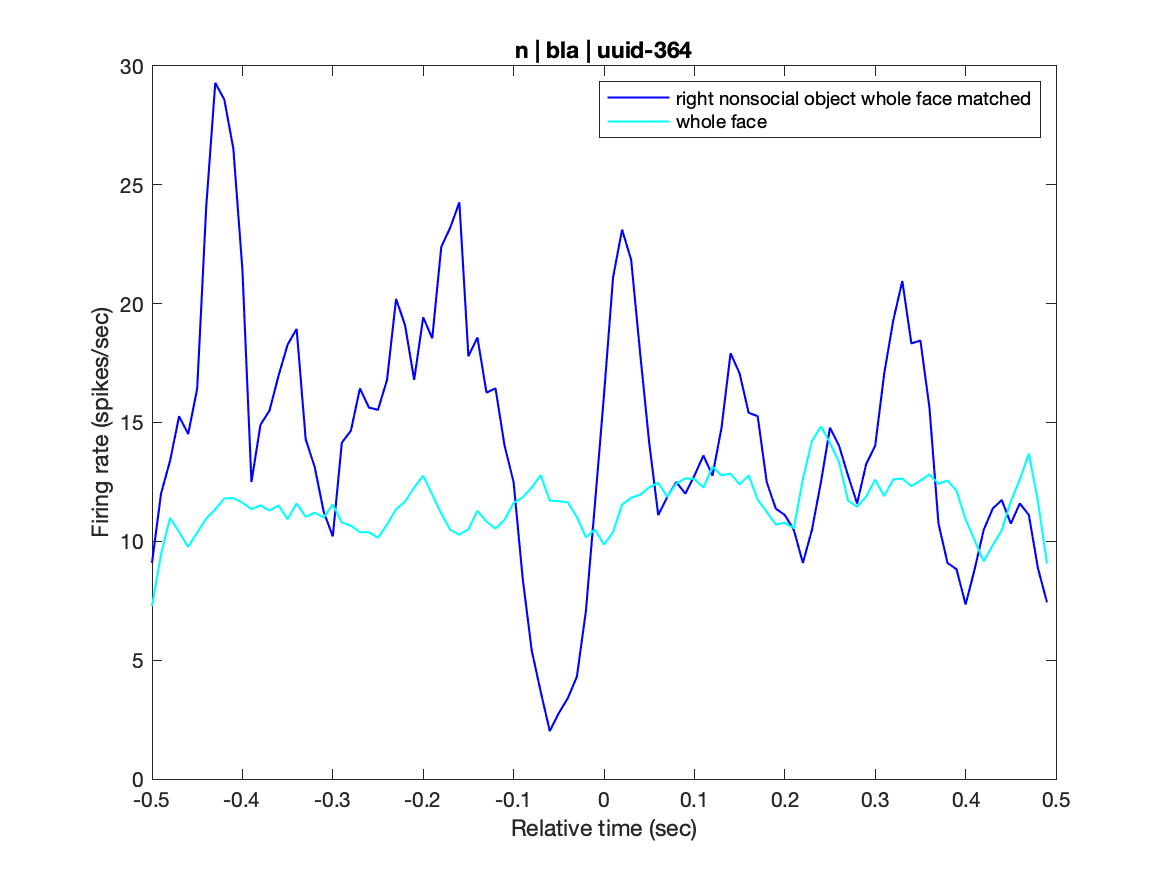 n | bla | uuid-364
right nonsocial object whole face matched
whole face
Firing rate (spikes/sec)
30
25
20
15
10
5
0
-0.5 -0.4 -0.3 -0.2 -0.1 0 0.1 0.2 0.3 0.4 0.5
Relative time (sec)